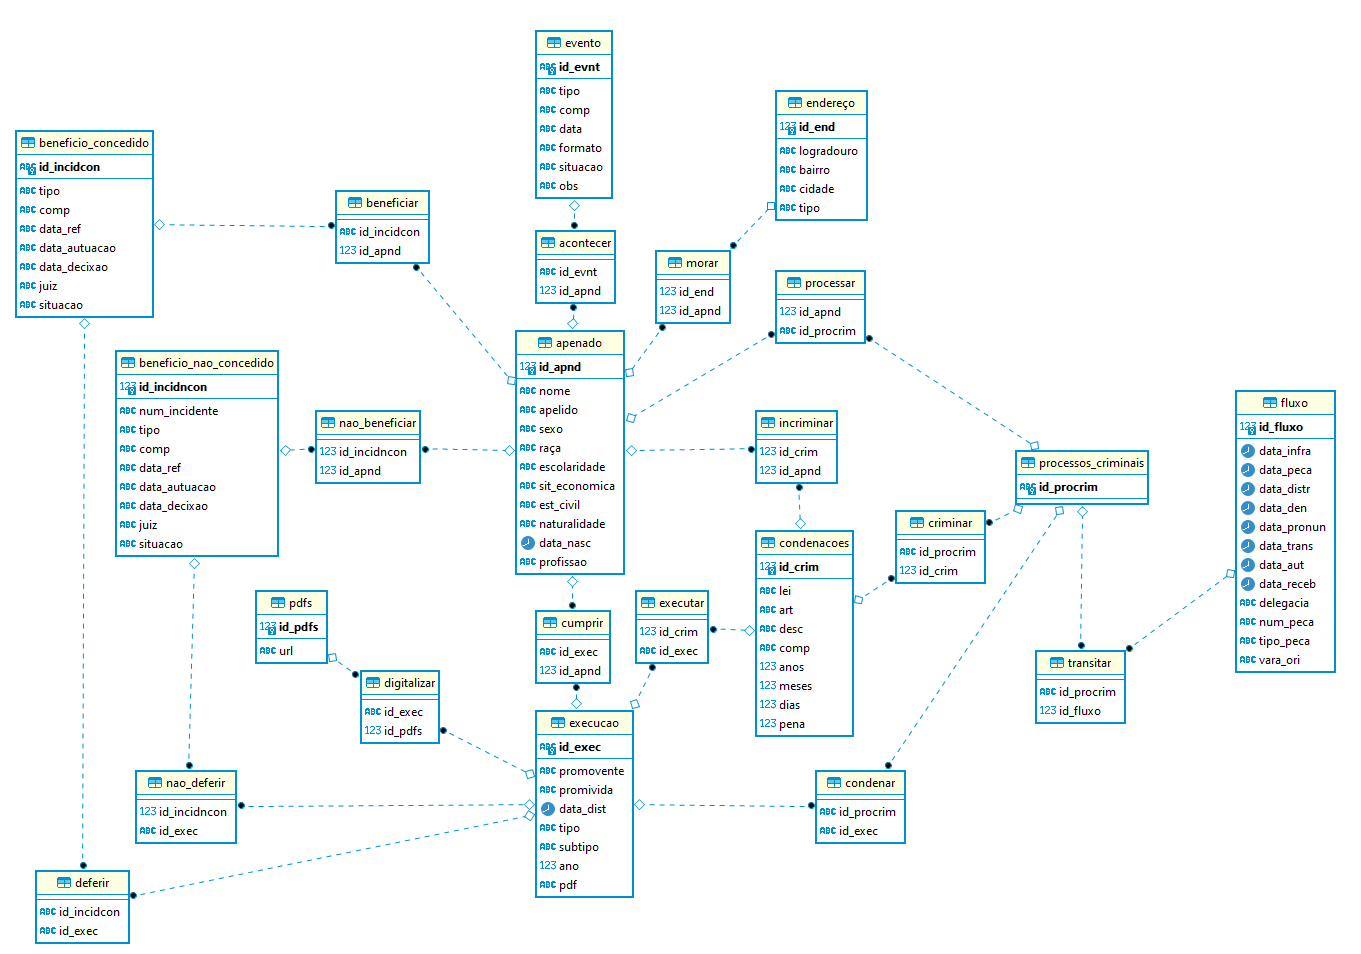 evento
id_evnt
tipo
comp
data
formato
situacao
obs
endereço
id_end
logradouro
bairro
cidade
tipo
beneficio_concedido
id_incidcon
tipo
comp
data_ref
data_autuacao
data_decixao
juiz
situacao
beneficiar
id_incidcon
id_apnd
acontecer
id_evnt
id_apnd
morar
id_end
id_apnd
processar
id_apnd
id_procrim
apenado
id_apnd
nome
apelido
sexo
raça
escolaridade
sit_economica
est_civil
naturalidade
data_nasc
profissao
beneficio_nao_concedido
id_incidncon
num_incidente
tipo
comp
data_ref
data_autuacao
data_decixao
juiz
situacao
nao_beneficiar
id_incidncon
id_apnd
incriminar
id_crim
id_apnd
fluxo
id_fluxo
data_infra
data_peca
data_distr
data_den
data_pronun
data_trans
data_aut
data_receb
delegacia
num_peca
tipo_peca
vara_ori
processos_criminais
id_procrim
criminar
id_procrim
id_crim
condenacoes
id_crim
lei
art
desc
comp
anos
meses
dias
pena
pdfs
id_pdfs
url
cumprir
id_exec
id_apnd
executar
id_crim
id_exec
digitalizar
id_exec
id_pdfs
transitar
id_procrim
id_fluxo
execucao
id_exec
promovente
promivida
data_dist
tipo
subtipo
ano
pdf
nao_deferir
id_incidncon
id_exec
condenar
id_procrim
id_exec
deferir
id_incidcon
id_exec